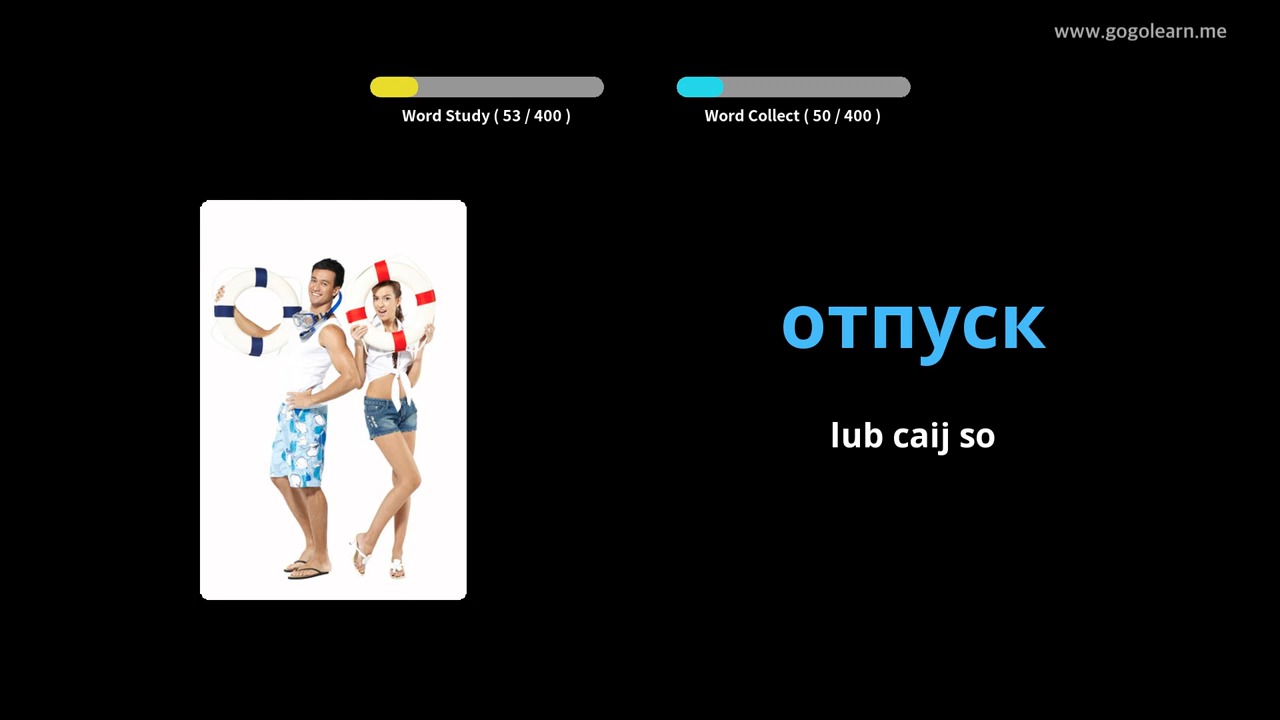 www.gogolearn.me
Word Study ( 53 / 400 )
Word Collect ( 50 / 400 )
отпуск
lub caij so